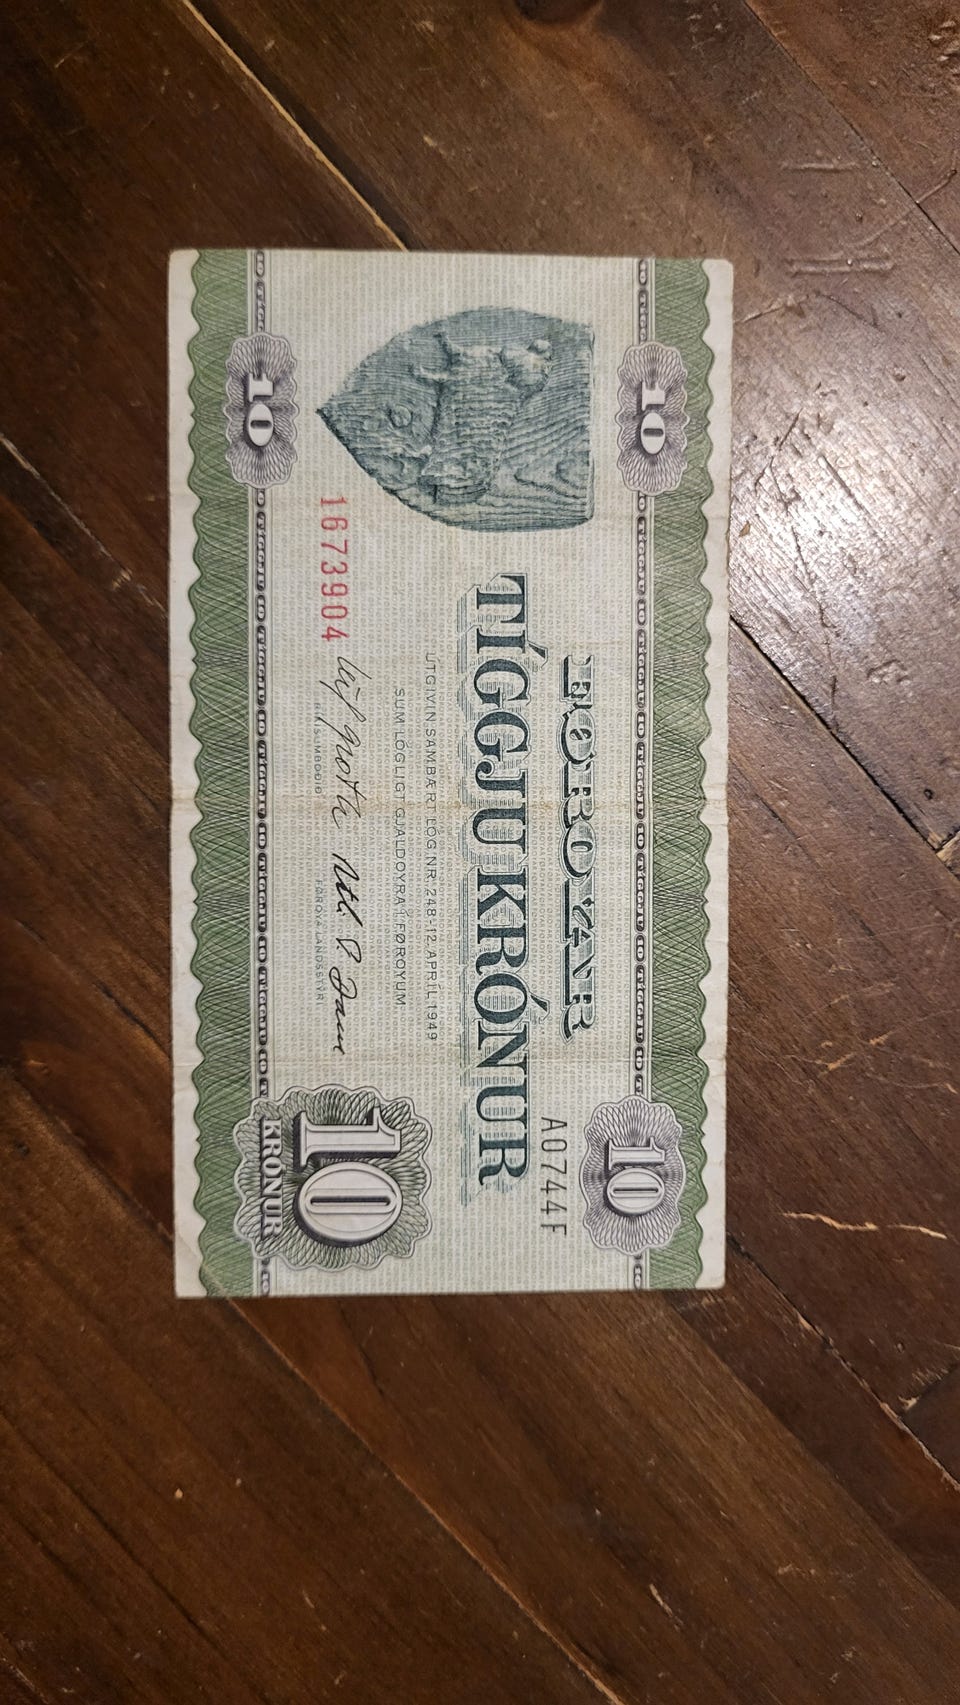 10
10
FØROYAR
A0744F
TÍGGJU KRÓNUR
ÚTGIVIN SAMBÆRT LÓG NR. 248 · 12. APRIL 1949
SUM LÓGLIGT GJALDOYRA Í FØROYUM
1673904
RÍKISUMBOÐIÐ
FØROYA LANDSSTÝRI
10
10
KRÓNUR